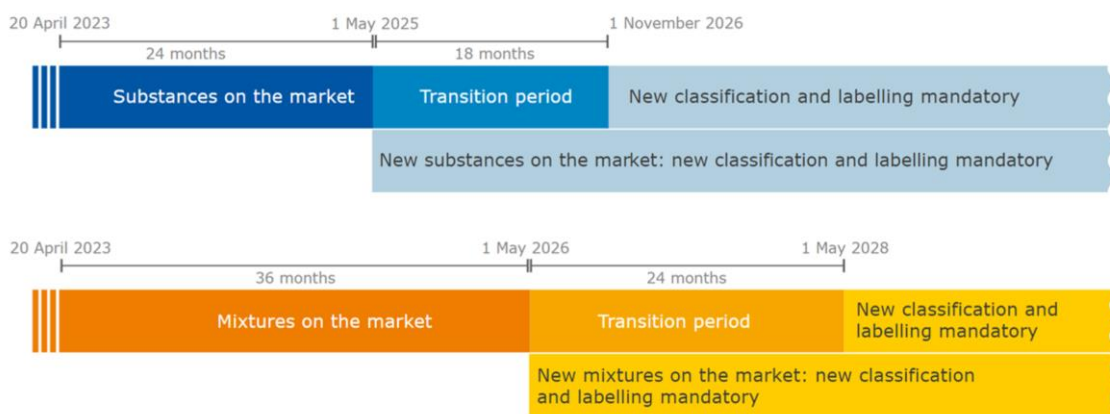 20 April 2023 1 May 2025 1 November 2026
24 months 18 months
Substances on the market Transition period New classification and labelling mandatory
New substances on the market: new classification and labelling mandatory
20 April 2023 1 May 2026 1 May 2028
36 months 24 months
Mixtures on the market Transition period New classification and
labelling mandatory
New mixtures on the market: new classification
and labelling mandatory